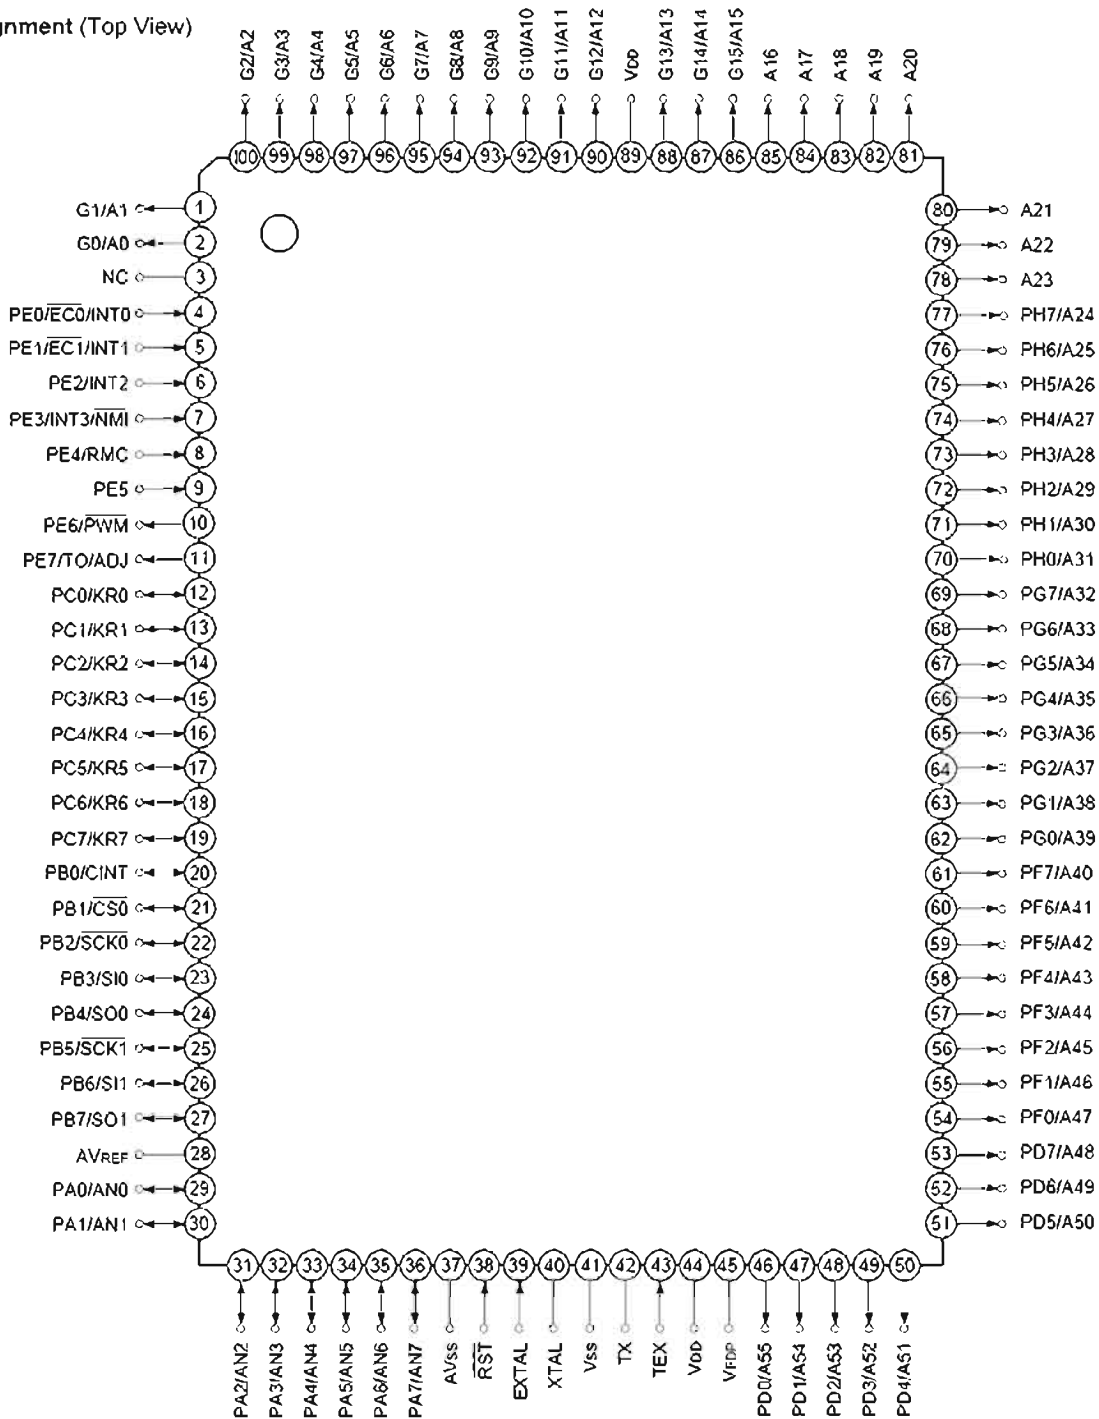 gnment (Top View)
G2/A2 G3/A3 G4/A4 G5/A5 G6/A6 G7/A7 G8/A8 G9/A9 G10/A10 G11/A11 G12/A12 VDD G13/A13 G14/A14 G15/A15 A16 A17 A18 A19 A20
100 99 98 97 96 95 94 93 92 91 90 89 88 87 86 85 84 83 82 81
G1/A1 1 80 A21
G0/A0 2 79 A22
NC 3 78 A23
PE0/EC0/INT0 4 77 PH7/A24
PE1/EC1/INT1 5 76 PH6/A25
PE2/INT2 6 75 PH5/A26
PE3/INT3/NMI 7 74 PH4/A27
PE4/RMC 8 73 PH3/A28
PE5 9 72 PH2/A29
PE6/PWM 10 71 PH1/A30
PE7/TO/ADJ 11 70 PH0/A31
PC0/KR0 12 69 PG7/A32
PC1/KR1 13 68 PG6/A33
PC2/KR2 14 67 PG5/A34
PC3/KR3 15 66 PG4/A35
PC4/KR4 16 65 PG3/A36
PC5/KR5 17 64 PG2/A37
PC6/KR6 18 63 PG1/A38
PC7/KR7 19 62 PG0/A39
PB0/CINT 20 61 PF7/A40
PB1/CS0 21 60 PF6/A41
PB2/SCK0 22 59 PF5/A42
PB3/SI0 23 58 PF4/A43
PB4/SO0 24 57 PF3/A44
PB5/SCK1 25 56 PF2/A45
PB6/SI1 26 55 PF1/A46
PB7/SO1 27 54 PF0/A47
AVREF 28 53 PD7/A48
PA0/AN0 29 52 PD6/A49
PA1/AN1 30 51 PD5/A50
31 32 33 34 35 36 37 38 39 40 41 42 43 44 45 46 47 48 49 50
PA2/AN2 PA3/AN3 PA4/AN4 PA5/AN5 PA6/AN6 PA7/AN7 AVSS RST EXTAL XTAL VSS TX TEX VDD VFDP PD0/A55 PD1/A54 PD2/A53 PD3/A52 PD4/A51